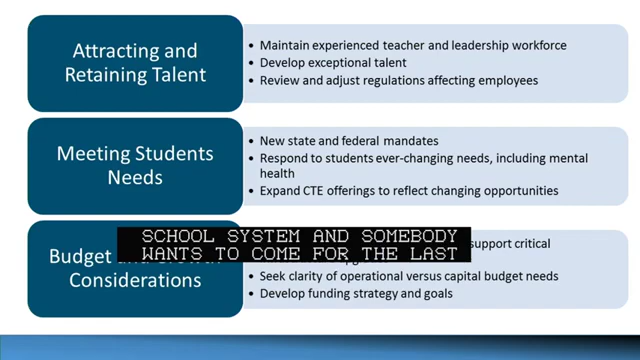 Attracting and
Retaining Talent
• Maintain experienced teacher and leadership workforce
• Develop exceptional talent
• Review and adjust regulations affecting employees
Meeting Students
Needs
• New state and federal mandates
• Respond to students ever-changing needs, including mental
health
• Expand CTE offerings to reflect changing opportunities
Budget
Considerations
support critical
• Seek clarity of operational versus capital budget needs
• Develop funding strategy and goals
SCHOOL SYSTEM AND SOMEBODY
WANTS TO COME FOR THE LAST